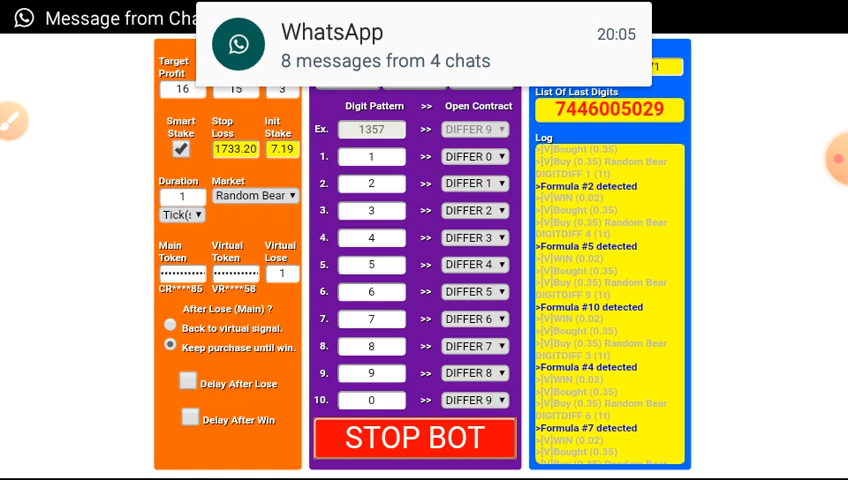 Message from Cha
WhatsApp
20:05
8 messages from 4 chats
Target
Profit
16
15
3
Smart
Stake
Stop
Loss
Init
Stake
1733.20
7.19
Duration
Market
1
Random Bear
Tick(s
Main
Token
Virtual
Token
Virtual
Lose
1
CR****85
VR****58
After Lose (Main) ?
Back to virtual signal.
Keep purchase until win.
Delay After Lose
Delay After Win
Digit Pattern >> Open Contract
Ex. 1357 >> DIFFER 9
1. 1 >> DIFFER 0
2. 2 >> DIFFER 1
3. 3 >> DIFFER 2
4. 4 >> DIFFER 3
5. 5 >> DIFFER 4
6. 6 >> DIFFER 5
7. 7 >> DIFFER 6
8. 8 >> DIFFER 7
9. 9 >> DIFFER 8
10. 0 >> DIFFER 9
STOP BOT
List Of Last Digits
7446005029
Log
>[V]Bought (0.35)
>[V]Buy (0.35) Random Bear
DIGITDIFF 1 (1t)
>Formula #2 detected
>[V]WIN (0.02)
>[V]Bought (0.35)
>[V]Buy (0.35) Random Bear
DIGITDIFF 4 (1t)
>Formula #5 detected
>[V]WIN (0.02)
>[V]Bought (0.35)
>[V]Buy (0.35) Random Bear
DIGITDIFF 9 (1t)
>Formula #10 detected
>[V]WIN (0.02)
>[V]Bought (0.35)
>[V]Buy (0.35) Random Bear
DIGITDIFF 3 (1t)
>Formula #4 detected
>[V]WIN (0.02)
>[V]Bought (0.35)
>[V]Buy (0.35) Random Bear
DIGITDIFF 6 (1t)
>Formula #7 detected
>[V]WIN (0.02)
>[V]Bought (0.35)
>[V]Buy (0.35) Random Bear